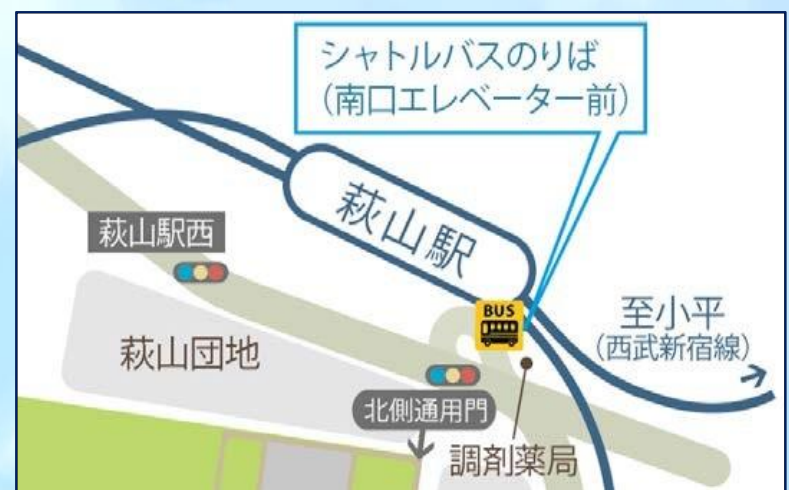 シャトルバスのりば
(南口エレベーター前)
萩山駅
萩山駅西
BUS
至小平
(西武新宿線)
萩山団地
北側通用門
調剤薬局